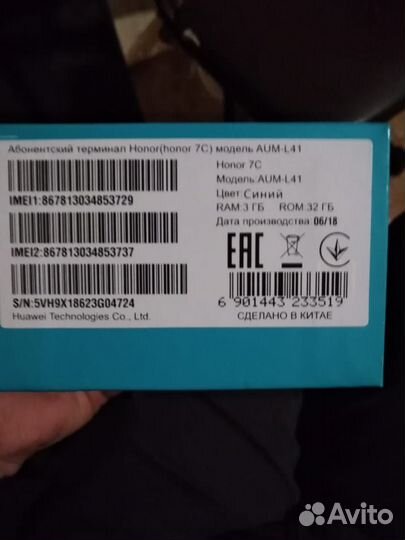 Абонентский терминал Honor(honor 7C) модель AUM-L41
Honor 7C
Модель:AUM-L41
Цвет:Синий
RAM:3 ГБ ROM:32 ГБ
Дата производства:06/18
IMEI1:867813034853729
IMEI2:867813034853737
S/N:5VH9X18623G04724
Huawei Technologies Co., Ltd.
EAC
6 901443 233519
СДЕЛАНО В КИТАЕ
Avito